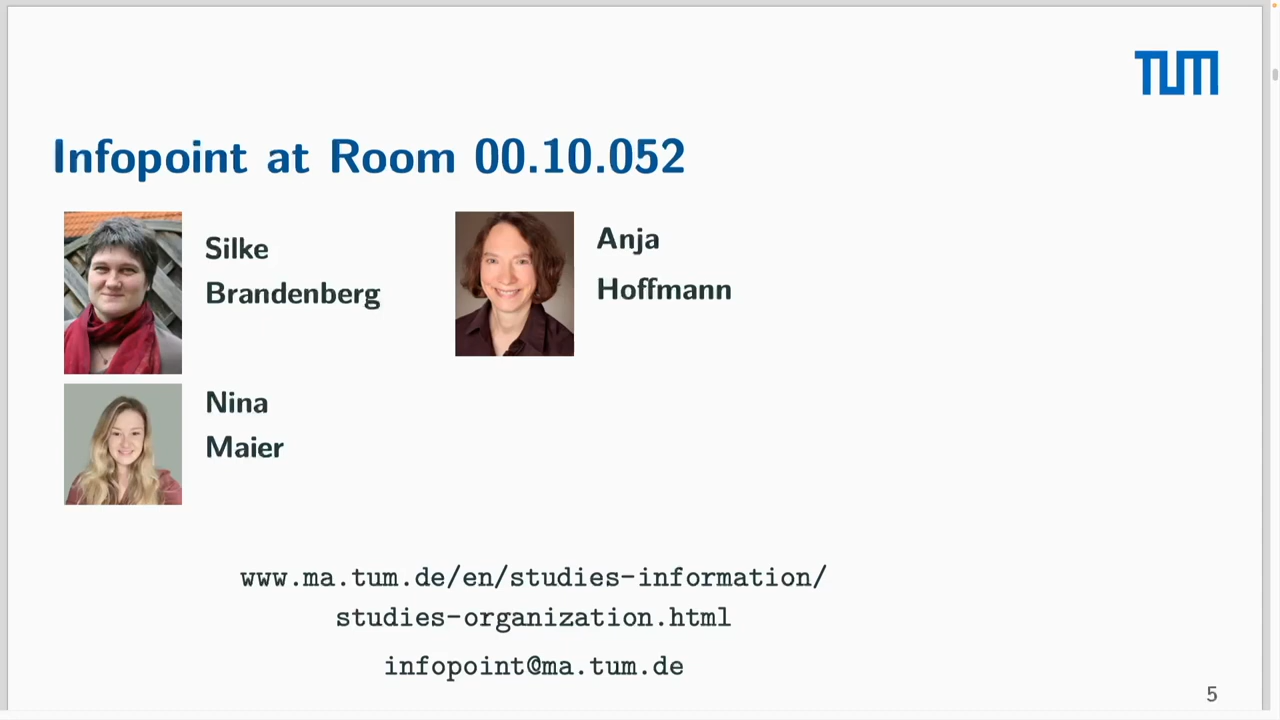 TUM
Infopoint at Room 00.10.052
Silke
Brandenberg
Anja
Hoffmann
Nina
Maier
www.ma.tum.de/en/studies-information/
studies-organization.html
infopoint@ma.tum.de
5